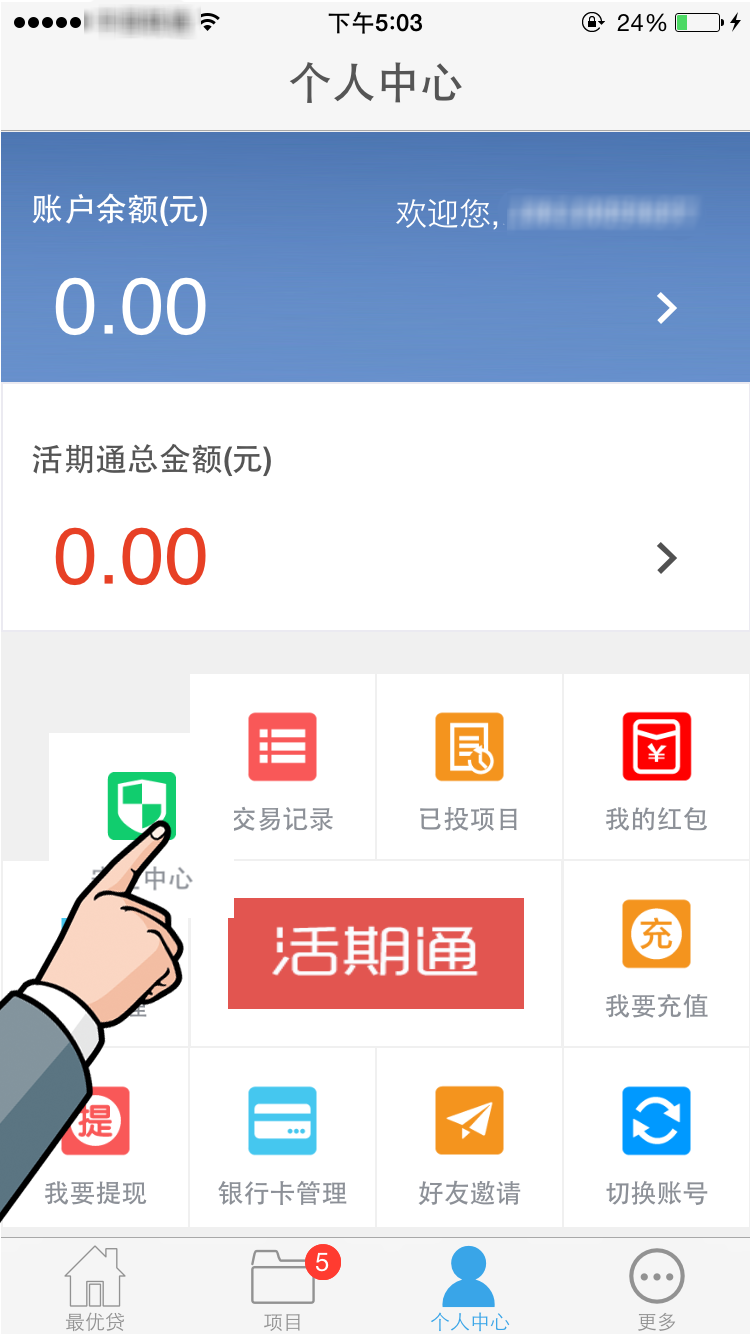 下午5:03
24%
个人中心
账户余额(元)
欢迎您,
0.00
活期通总金额(元)
0.00
交易记录
已投项目
我的红包
中心
活期通
充
我要充值
理
提
我要提现
银行卡管理
好友邀请
切换账号
5
最优贷
项目
个人中心
更多